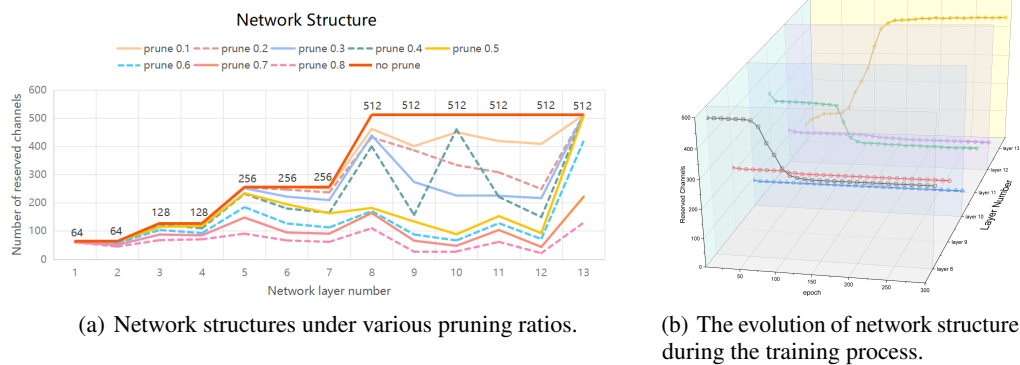 Network Structure
prune 0.1 prune 0.2 prune 0.3 prune 0.4 prune 0.5
prune 0.6 prune 0.7 prune 0.8 no prune
Number of reserved channels
600
500
400
300
200
100
0
64 64 128 128 256 256 256 512 512 512 512 512 512
1 2 3 4 5 6 7 8 9 10 11 12 13
Network layer number
(a) Network structures under various pruning ratios.
Reserved Channels
500
400
300
200
100
0
50 100 150 200 250 300
epoch
layer 13
layer 12
layer 11
layer 10
layer 9
layer 8
Layer Number
(b) The evolution of network structure
during the training process.